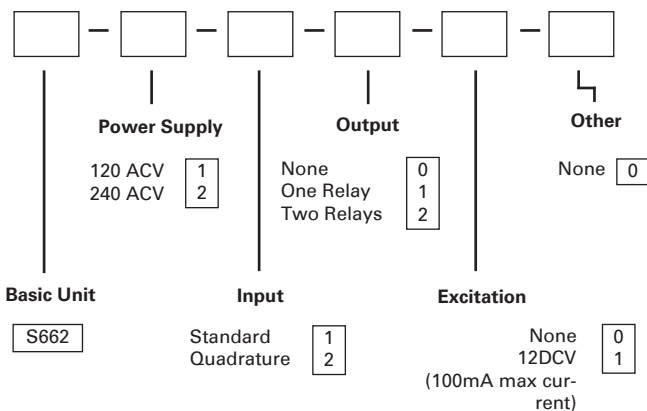 Power Supply
120 ACV 1
240 ACV 2
Output
None 0
One Relay 1
Two Relays 2
Other
None 0
Basic Unit
S662
Input
Standard 1
Quadrature 2
Excitation
None 0
12DCV 1
(100mA max cur-
rent)